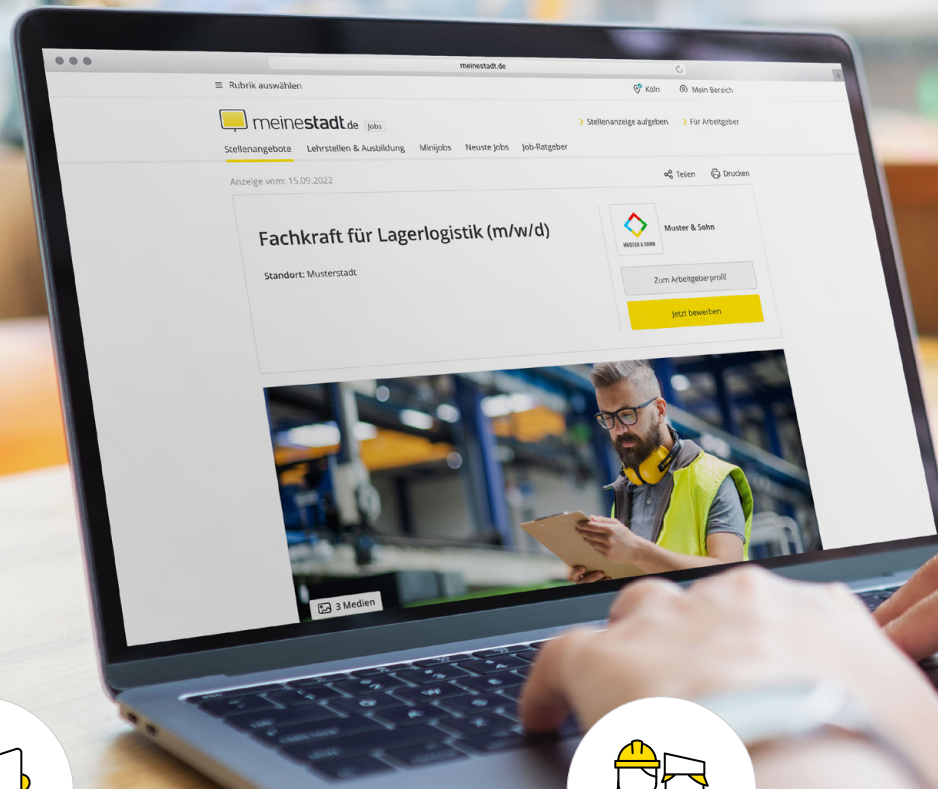 meinestadt.de
Rubrik auswählen
Köln
Mein Bereich
meinestadt.de Jobs
Stellenanzeige aufgeben
Für Arbeitgeber
Stellenangebote Lehrstellen & Ausbildung Minijobs Neuste Jobs Job-Ratgeber
Anzeige vom: 15.09.2022
Teilen
Drucken
Fachkraft für Lagerlogistik (m/w/d)
Standort: Musterstadt
MUSTER & SOHN
Muster & Sohn
Zum Arbeitgeberprofil
Jetzt bewerben
3 Medien